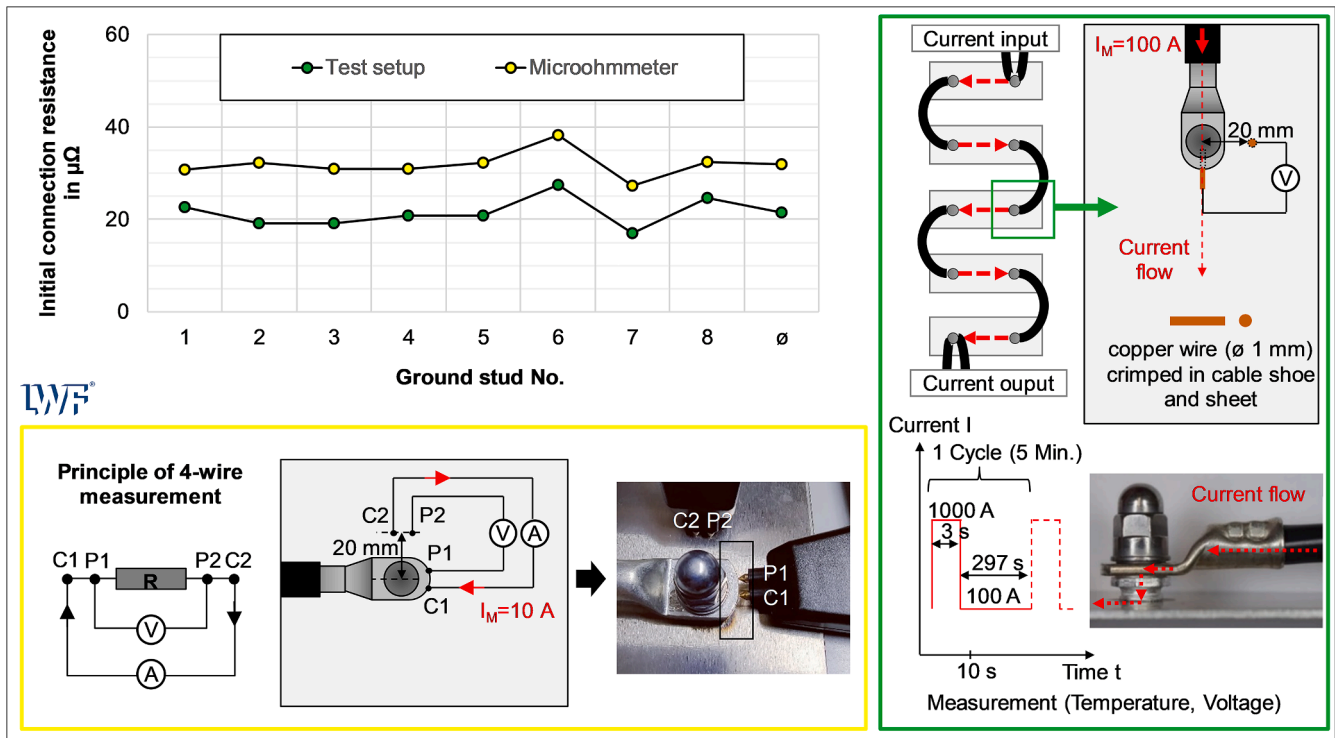 60
40
20
0
Initial connection resistance
in µΩ
Test setup
Microohmmeter
1 2 3 4 5 6 7 8 ø
Ground stud No.
LWF®
Principle of 4-wire
measurement
C1 P1 P2 C2
R
V
A
C2 P2
20 mm
P1
C1
V A
I_M=10 A
C2 P2
P1
C1
Current input
Current ouput
I_M=100 A
20 mm
V
Current
flow
copper wire (ø 1 mm)
crimped in cable shoe
and sheet
Current I
1 Cycle (5 Min.)
1000 A
3 s
297 s
100 A
10 s
Time t
Measurement (Temperature, Voltage)
Current flow